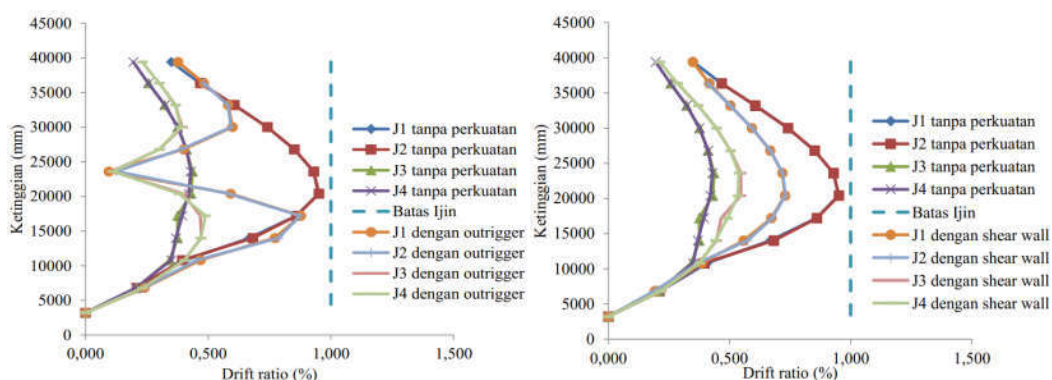 45000
40000
35000
30000
25000
20000
15000
10000
5000
0
Ketinggian (mm)
0,000 0,500 1,000 1,500
Drift ratio (%)
J1 tanpa perkuatan
J2 tanpa perkuatan
J3 tanpa perkuatan
J4 tanpa perkuatan
Batas Ijin
J1 dengan outrigger
J2 dengan outrigger
J3 dengan outrigger
J4 dengan outrigger
45000
40000
35000
30000
25000
20000
15000
10000
5000
0
Ketinggian (mm)
0,000 0,500 1,000 1,500
Drift ratio (%)
J1 tanpa perkuatan
J2 tanpa perkuatan
J3 tanpa perkuatan
J4 tanpa perkuatan
Batas Ijin
J1 dengan shear wall
J2 dengan shear wall
J3 dengan shear wall
J4 dengan shear wall